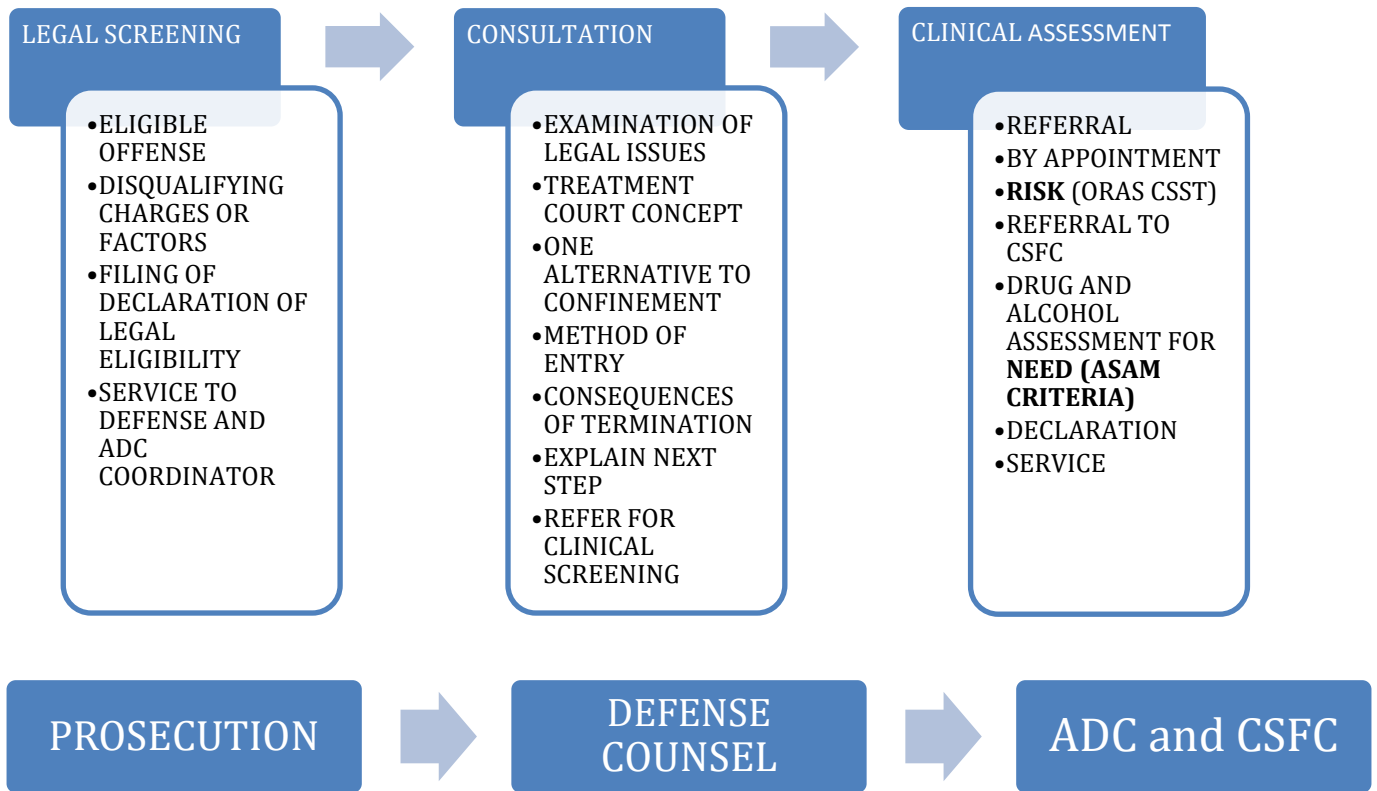 LEGAL SCREENING
•ELIGIBLE
OFFENSE
•DISQUALIFYING
CHARGES OR
FACTORS
•FILING OF
DECLARATION OF
LEGAL
ELIGIBILITY
•SERVICE TO
DEFENSE AND
ADC
COORDINATOR
CONSULTATION
•EXAMINATION OF
LEGAL ISSUES
•TREATMENT
COURT CONCEPT
•ONE
ALTERNATIVE TO
CONFINEMENT
•METHOD OF
ENTRY
•CONSEQUENCES
OF TERMINATION
•EXPLAIN NEXT
STEP
•REFER FOR
CLINICAL
SCREENING
CLINICAL ASSESSMENT
•REFERRAL
•BY APPOINTMENT
•RISK (ORAS CSST)
•REFERRAL TO
CSFC
•DRUG AND
ALCOHOL
ASSESSMENT FOR
NEED (ASAM
CRITERIA)
•DECLARATION
•SERVICE
PROSECUTION
DEFENSE
COUNSEL
ADC and CSFC